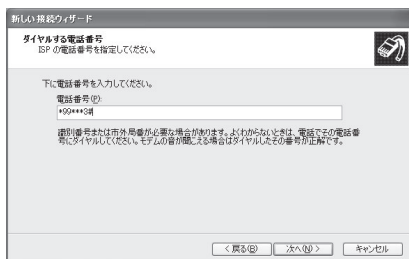 新しい接続ウィザード
ダイヤルする電話番号
ISP の電話番号を指定してください。
下に電話番号を入力してください。
電話番号(P):
*99***3#
識別番号または市外局番が必要な場合があります。よくわからないときは、電話でその電話番
号にダイヤルしてください。モデムの音が聞こえる場合はダイヤルしたその番号が正解です。
< 戻る(B)
次へ(N) >
キャンセル